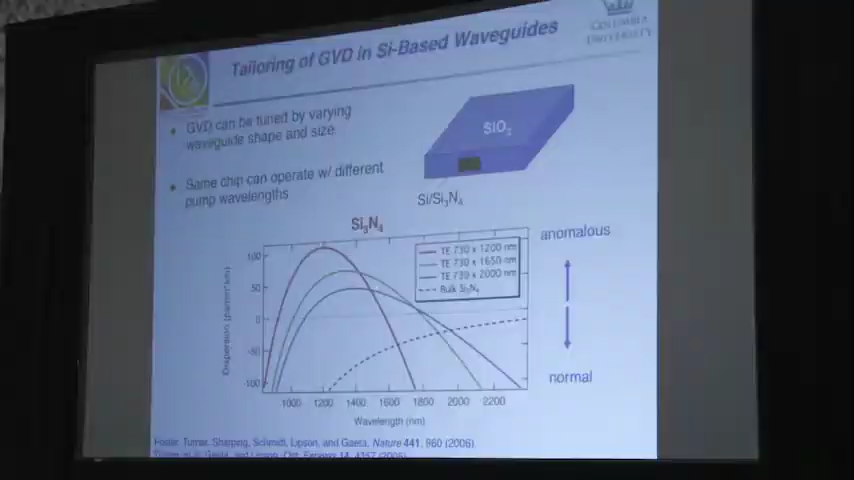 COLUMBIA
UNIVERSITY
Tailoring of GVD in Si-Based Waveguides
• GVD can be tuned by varying
waveguide shape and size.
• Same chip can operate w/ different
pump wavelengths
SiO2
Si/Si3N4
Si3N4
anomalous
normal
TE 730 x 1200 nm
TE 730 x 1650 nm
TE 730 x 2000 nm
Bulk Si3N4
100
50
0
-50
-100
Dispersion
1000 1200 1400 1600 1800 2000 2200
Wavelength (nm)
Foster, Turner, Sharping, Schmidt, Lipson, and Gaeta, Nature 441, 960 (2006)